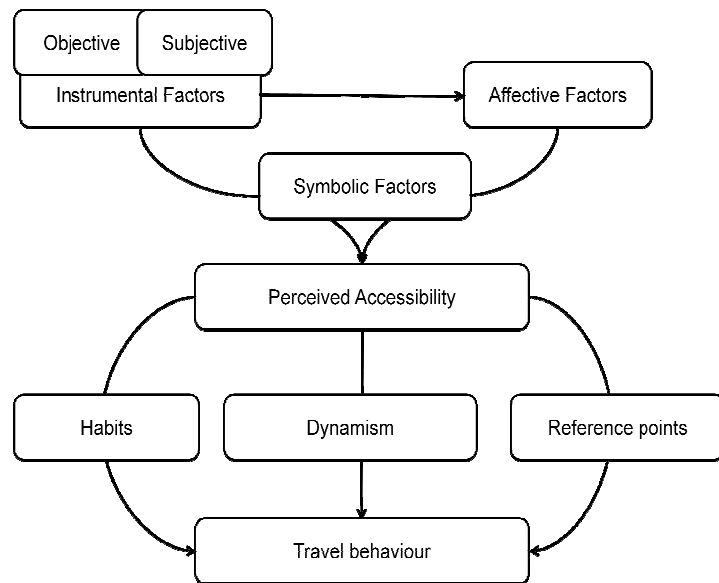 Objective
Subjective
Instrumental Factors
Affective Factors
Symbolic Factors
Perceived Accessibility
Habits
Dynamism
Reference points
Travel behaviour